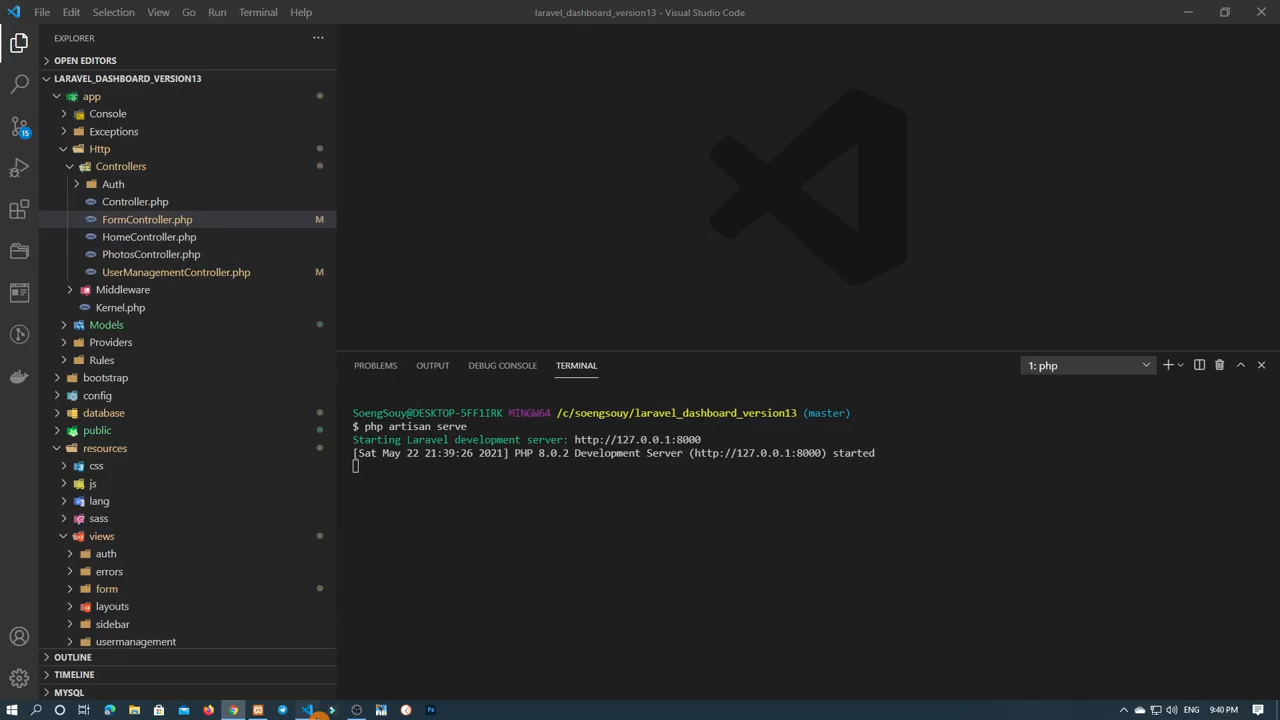 File Edit Selection View Go Run Terminal Help
laravel_dashboard_version13 - Visual Studio Code
EXPLORER
OPEN EDITORS
LARAVEL_DASHBOARD_VERSION13
app
Console
Exceptions
15
Http
Controllers
Auth
Controller.php
FormController.php M
HomeController.php
PhotosController.php
UserManagementController.php M
Middleware
Kernel.php
Models
Providers
Rules
bootstrap
config
database
public
resources
css
js
lang
sass
views
auth
errors
form
layouts
sidebar
usermanagement
OUTLINE
TIMELINE
MYSQL
PROBLEMS OUTPUT DEBUG CONSOLE TERMINAL
1: php
SoengSouy@DESKTOP-5FF1IRK MINGW64 /c/soengsouy/laravel_dashboard_version13 (master)
$ php artisan serve
Starting Laravel development server: http://127.0.0.1:8000
[Sat May 22 21:39:26 2021] PHP 8.0.2 Development Server (http://127.0.0.1:8000) started
Ps
ENG 9:40 PM